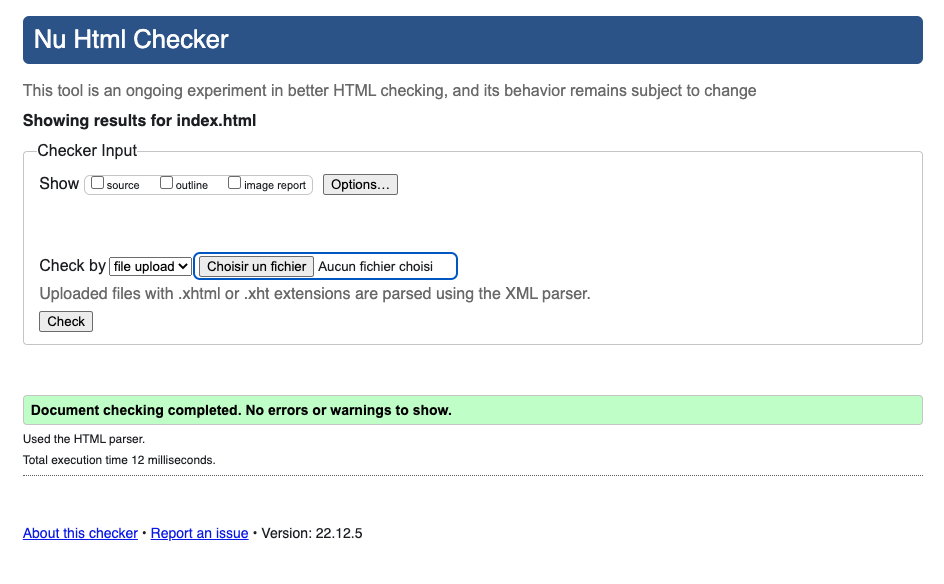 Nu Html Checker
This tool is an ongoing experiment in better HTML checking, and its behavior remains subject to change
Showing results for index.html
Checker Input
Show source outline image report Options...
Check by file upload Choisir un fichier Aucun fichier choisi
Uploaded files with .xhtml or .xht extensions are parsed using the XML parser.
Check
Document checking completed. No errors or warnings to show.
Used the HTML parser.
Total execution time 12 milliseconds.
About this checker • Report an issue • Version: 22.12.5